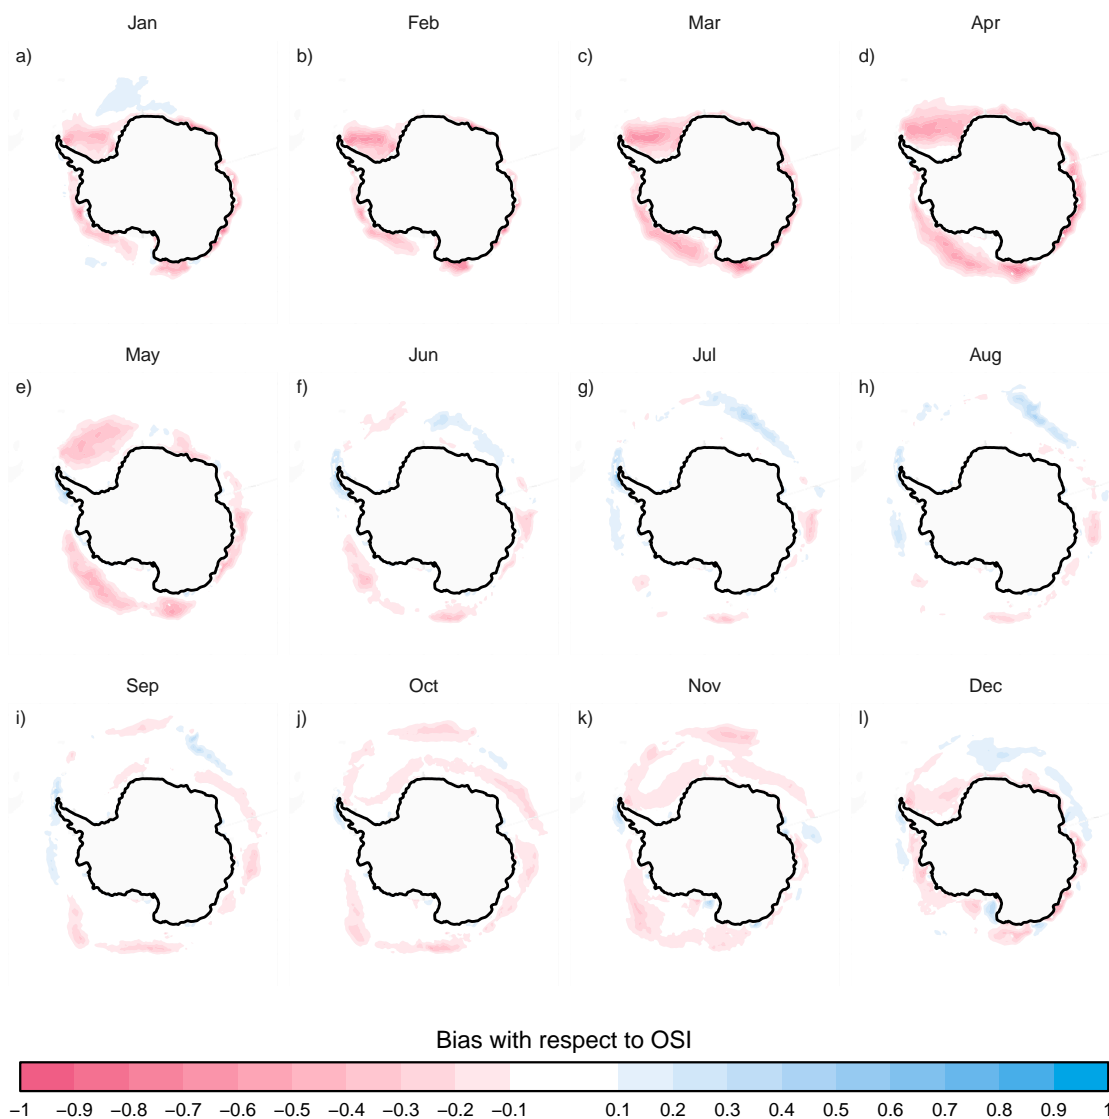 Jan Feb Mar Apr
a) b) c) d)
May Jun Jul Aug
e) f) g) h)
Sep Oct Nov Dec
i) j) k) l)
Bias with respect to OSI
−1 −0.9 −0.8 −0.7 −0.6 −0.5 −0.4 −0.3 −0.2 −0.1 0.1 0.2 0.3 0.4 0.5 0.6 0.7 0.8 0.9 1